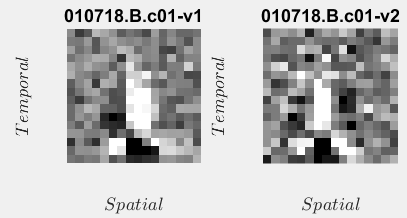 010718.B.c01-v1
010718.B.c01-v2
Temporal
Temporal
Spatial
Spatial